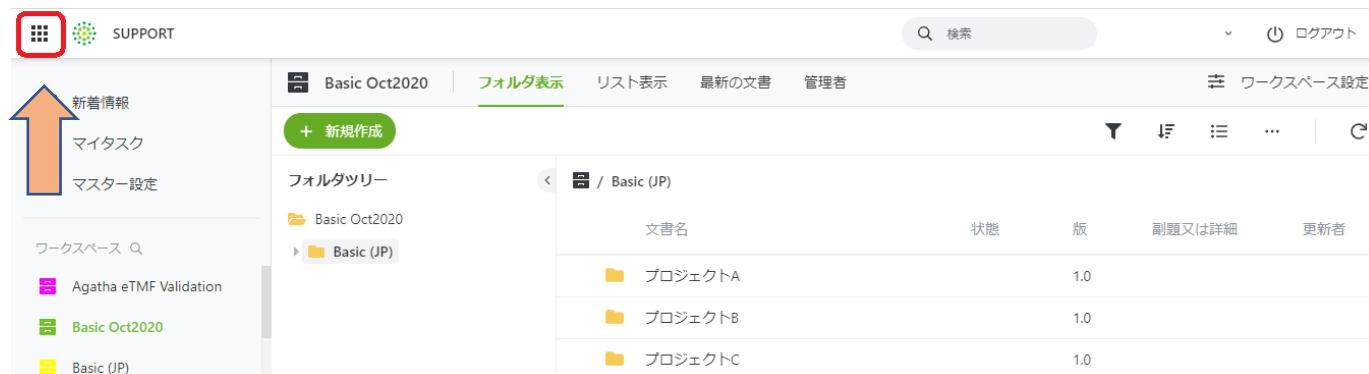 SUPPORT
検索
ログアウト
新着情報
マイタスク
マスター設定
ワークスペース
Agatha eTMF Validation
Basic Oct2020
Basic (JP)
Basic Oct2020 フォルダ表示 リスト表示 最新の文書 管理者 ワークスペース設定
+ 新規作成
フォルダツリー
Basic Oct2020
Basic (JP)
/ Basic (JP)
文書名 状態 版 副題又は詳細 更新者
プロジェクトA 1.0
プロジェクトB 1.0
プロジェクトC 1.0